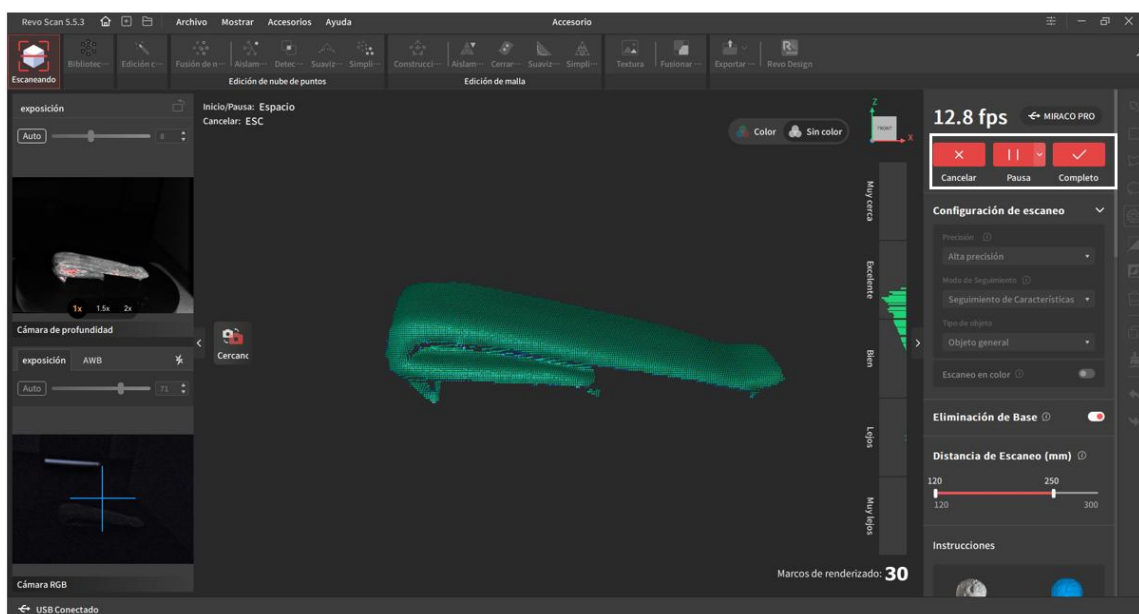 Revo Scan 5.5.3 Archivo Mostrar Accesorios Ayuda Accesorio
Escaneando Bibliotec··· Edición c··· Fusión de n··· Aislam··· Detec··· Suaviz··· Simpli··· Construcci··· Aislam··· Cerrar··· Suaviz··· Simpli··· Textura Fusionar··· Exportar··· Revo Design
Edición de nube de puntos Edición de malla
exposición
Auto 8
1x 1.5x 2x
Cámara de profundidad
exposición AWB
Auto 71
Cámara RGB
USB Conectado
Inicio/Pausa: Espacio
Cancelar: ESC
Cercano
Color Sin color
Z
FRONT
X
Muy cerca
Excelente
Bien
Lejos
Muy lejos
Marcos de renderizado: 30
12.8 fps MIRACO PRO
Cancelar Pausa Completo
Configuración de escaneo
Precisión
Alta precisión
Modo de Seguimiento
Seguimiento de Características
Tipo de objeto
Objeto general
Escaneo en color
Eliminación de Base
Distancia de Escaneo (mm)
120 250
120 300
Instrucciones